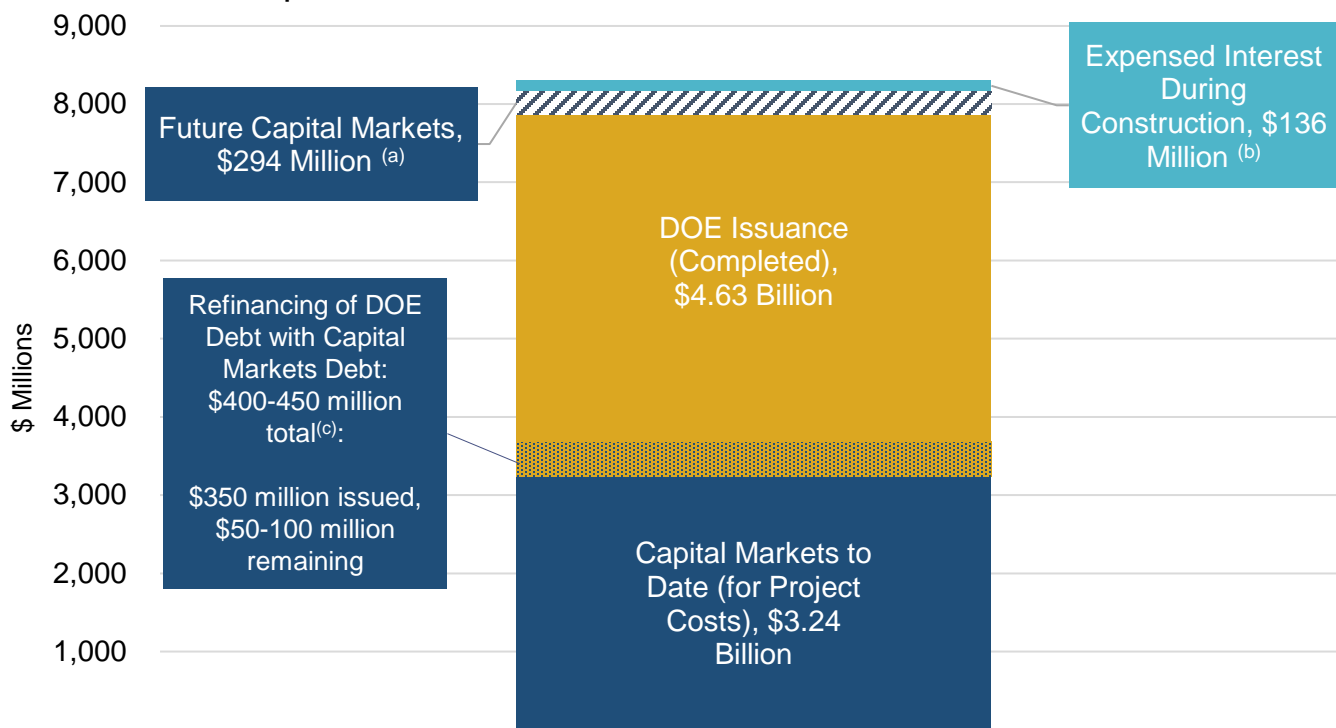 9,000
8,000
7,000
6,000
5,000
4,000
3,000
2,000
1,000
$ Millions
Future Capital Markets,
$294 Million (a)
Expensed Interest
During
Construction, $136
Million (b)
DOE Issuance
(Completed),
$4.63 Billion
Refinancing of DOE
Debt with Capital
Markets Debt:
$400-450 million
total(c):
$350 million issued,
$50-100 million
remaining
Capital Markets to
Date (for Project
Costs), $3.24
Billion